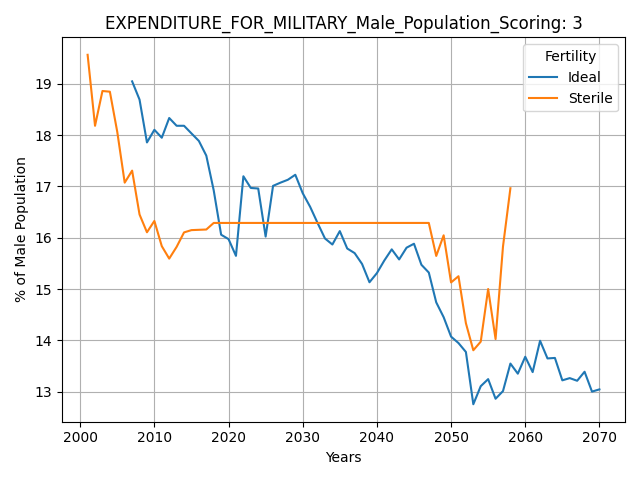 EXPENDITURE_FOR_MILITARY_Male_Population_Scoring: 3
Fertility
Ideal
Sterile
% of Male Population
19
18
17
16
15
14
13
2000 2010 2020 2030 2040 2050 2060 2070
Years